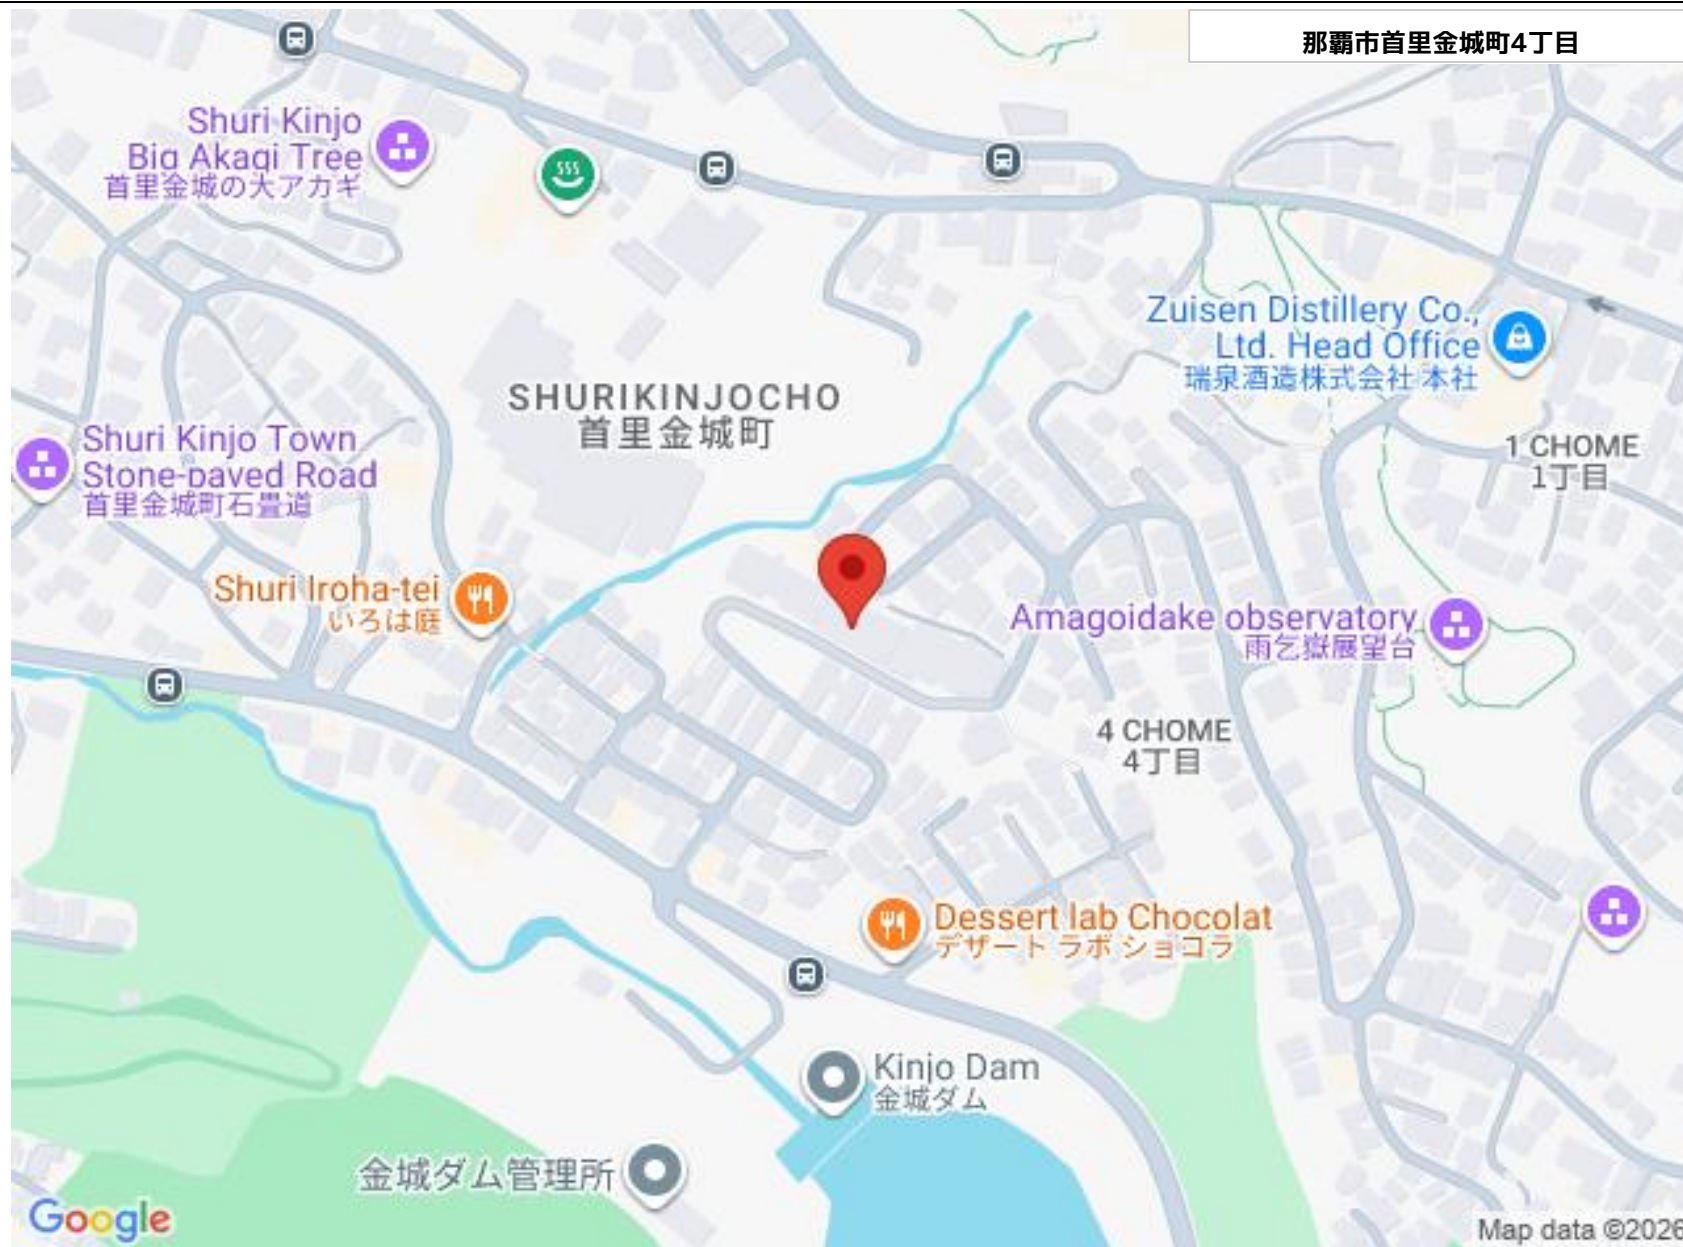 那覇市首里金城町4丁目
Shuri Kinjo
Big Akagi Tree
首里金城の大アカギ
Zuisen Distillery Co.,
Ltd. Head Office
瑞泉酒造株式会社 本社
SHURIKINJOCHO
首里金城町
Shuri Kinjo Town
Stone-paved Road
首里金城町石畳道
1 CHOME
1丁目
Shuri Iroha-tei
いろは庭
Amagoidake observatory
雨乞嶽展望台
4 CHOME
4丁目
Dessert lab Chocolat
デザート ラボ ショコラ
Kinjo Dam
金城ダム
金城ダム管理所
Google
Map data ©2026